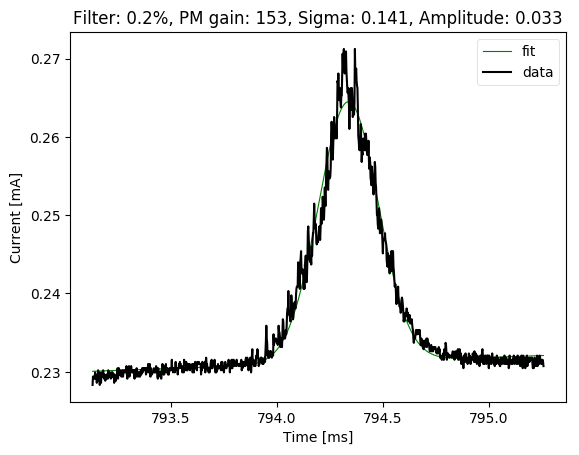 Filter: 0.2%, PM gain: 153, Sigma: 0.141, Amplitude: 0.033
fit
data
0.27
0.26
0.25
0.24
0.23
Current [mA]
793.5 794.0 794.5 795.0
Time [ms]